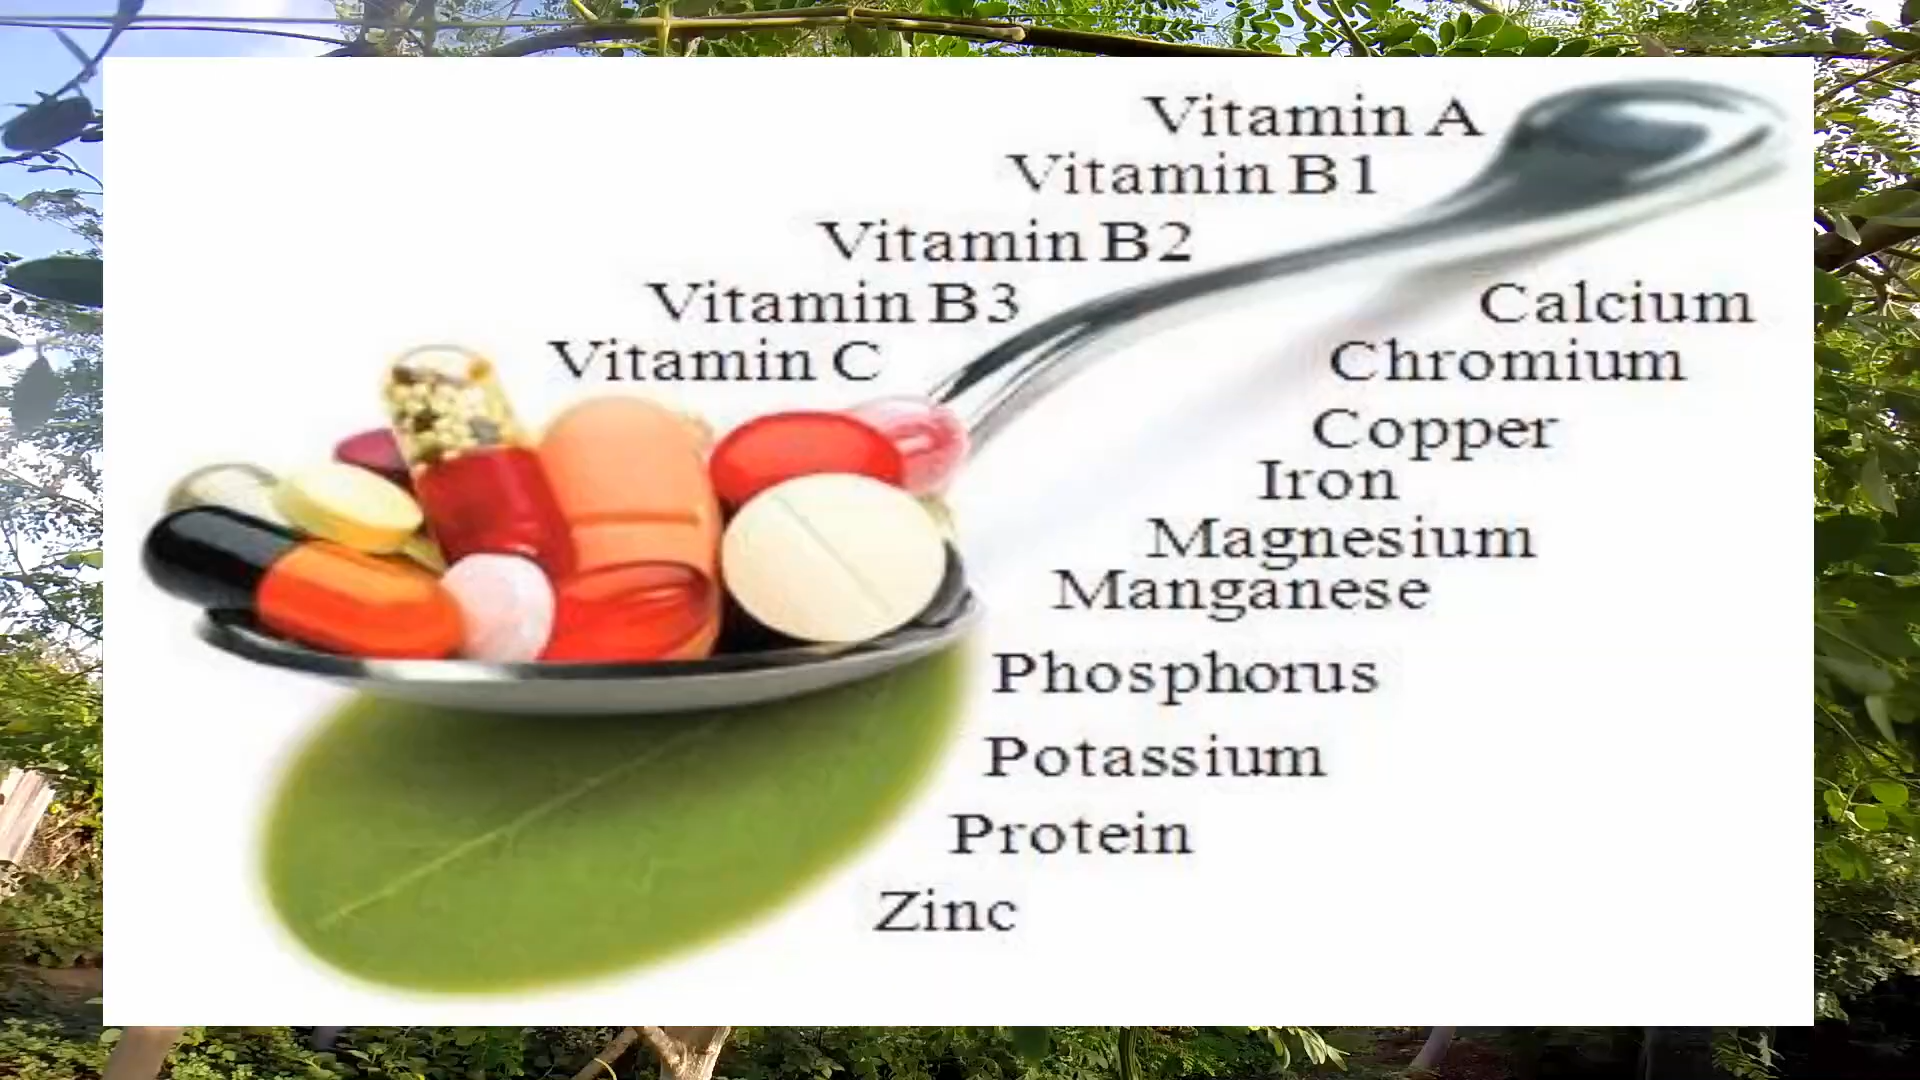 Vitamin A
Vitamin B1
Vitamin B2
Vitamin B3
Vitamin C
Calcium
Chromium
Copper
Iron
Magnesium
Manganese
Phosphorus
Potassium
Protein
Zinc